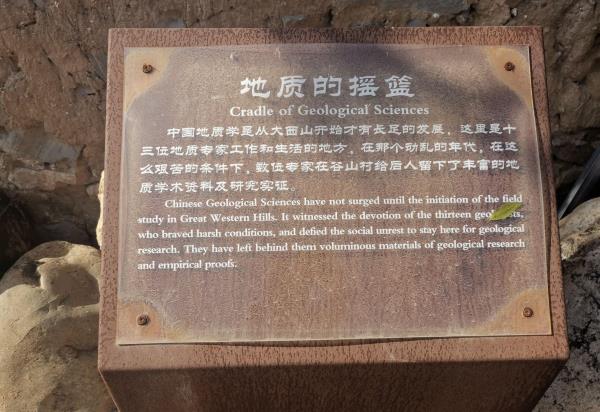 地质的摇篮
Cradle of Geological Sciences
中国地质学是从大西山开始才有长足的发展，这里是十
三位地质专家工作和生活的地方，在那个动乱的年代，在这
么艰苦的条件下，数位专家在谷山村给后人留下了丰富的地
质学术资料及研究实证。
Chinese Geological Sciences have not surged until the initiation of the field
study in Great Western Hills. It witnessed the devotion of the thirteen geologists,
who braved harsh conditions, and defied the social unrest to stay here for geological
research. They have left behind them voluminous materials of geological research
and empirical proofs.